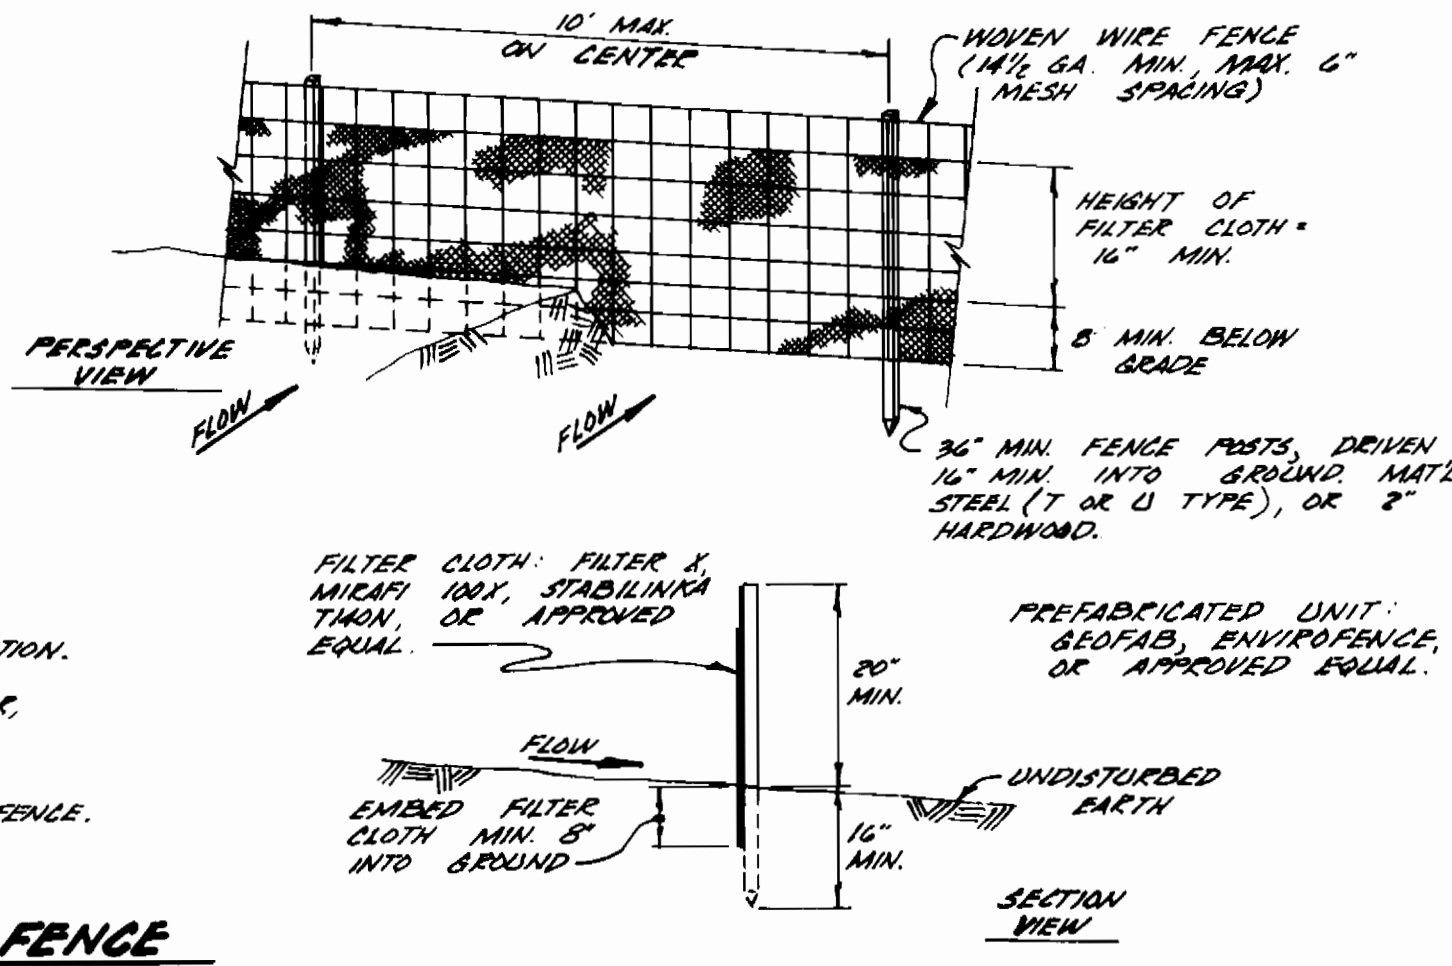 10' MAX.
ON CENTER
WOVEN WIRE FENCE
(14½ GA. MIN., MAX. 6"
MESH SPACING)
HEIGHT OF
FILTER CLOTH =
16" MIN.
8" MIN. BELOW
GRADE
PERSPECTIVE
VIEW
FLOW
FLOW
36" MIN. FENCE POSTS, DRIVEN
16" MIN. INTO GROUND. MAT'L
STEEL (T OR U TYPE), OR 2"
HARDWOOD.
FILTER CLOTH: FILTER X,
MIRAFI 100X, STABILINKA
T140N, OR APPROVED
EQUAL.
PREFABRICATED UNIT:
GEOFAB, ENVIROFENCE,
OR APPROVED EQUAL.
TION.
R,
FENCE.
20"
MIN.
FLOW
UNDISTURBED
EARTH
EMBED FILTER
CLOTH MIN. 8"
INTO GROUND
16"
MIN.
SECTION
VIEW
FENCE